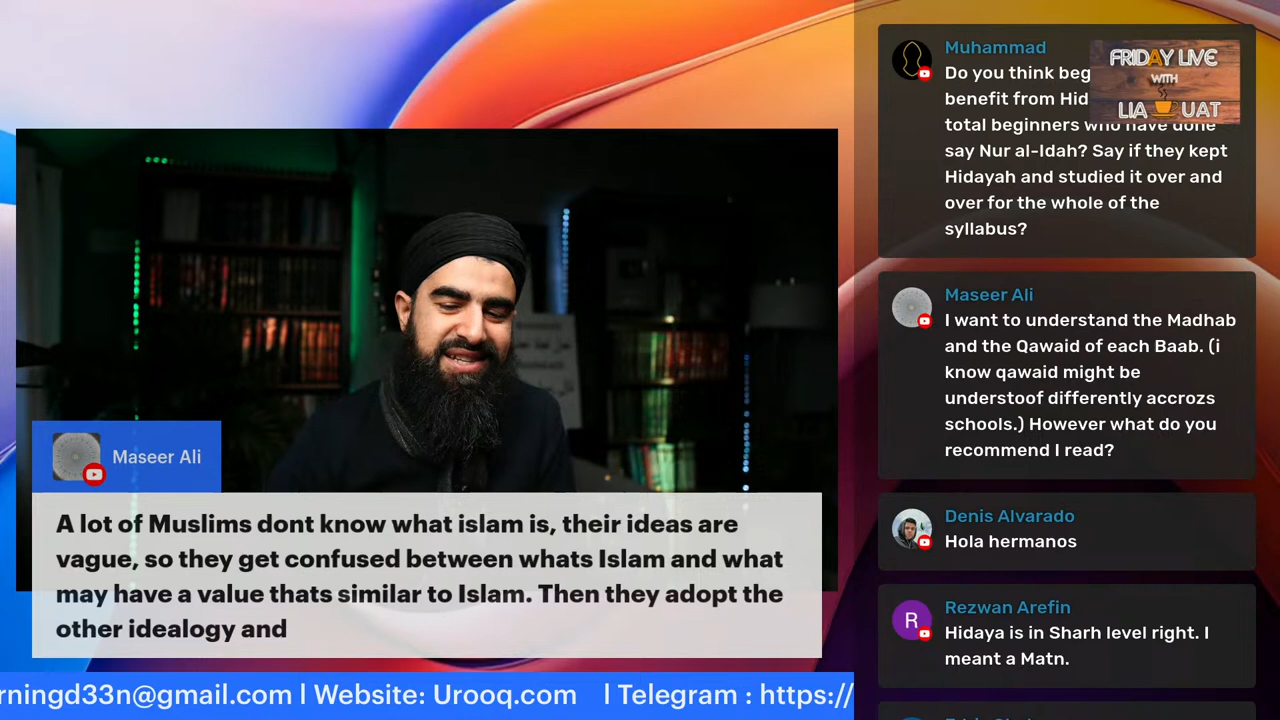 Maseer Ali
A lot of Muslims dont know what islam is, their ideas are
vague, so they get confused between whats Islam and what
may have a value thats similar to Islam. Then they adopt the
other idealogy and
rningd33n@gmail.com l Website: Urooq.com l Telegram : https://
FRIDAY LIVE
WITH
LIA UAT
Muhammad
Do you think beg
benefit from Hid
total beginners who have done
say Nur al-Idah? Say if they kept
Hidayah and studied it over and
over for the whole of the
syllabus?
Maseer Ali
I want to understand the Madhab
and the Qawaid of each Baab. (i
know qawaid might be
understoof differently accrozs
schools.) However what do you
recommend I read?
Denis Alvarado
Hola hermanos
R
Rezwan Arefin
Hidaya is in Sharh level right. I
meant a Matn.